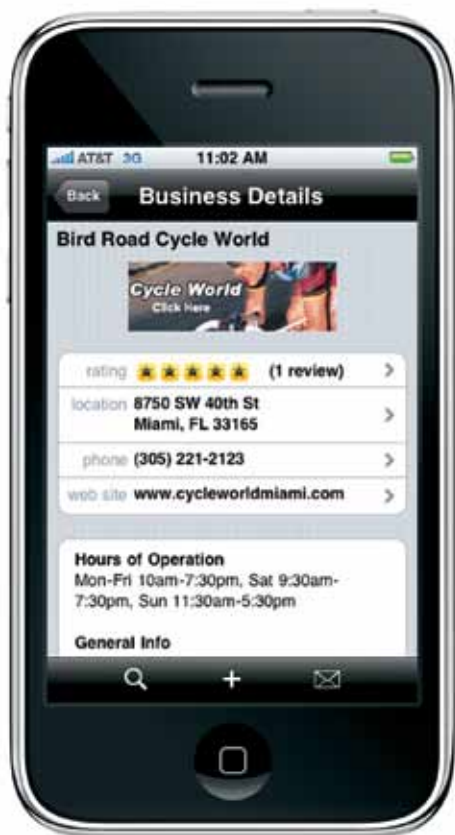 AT&T 3G 11:02 AM
Back Business Details
Bird Road Cycle World
Cycle World
Click Here
rating (1 review)
location 8750 SW 40th St
Miami, FL 33165
phone (305) 221-2123
web site www.cycleworldmiami.com
Hours of Operation
Mon-Fri 10am-7:30pm, Sat 9:30am-
7:30pm, Sun 11:30am-5:30pm
General Info